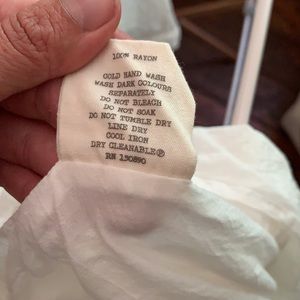 100% RAYON
COLD HAND WASH
WASH DARK COLOURS
SEPARATELY
DO NOT BLEACH
DO NOT SOAK
DO NOT TUMBLE DRY
LINE DRY
COOL IRON
DRY CLEANABLE Ⓟ
RN 150890